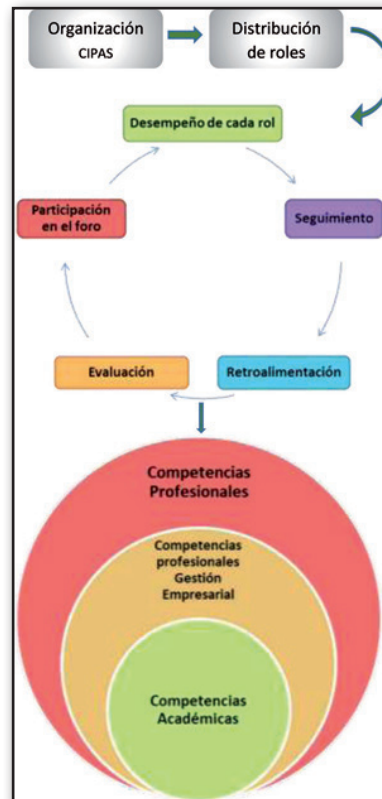 Organización
CIPAS
Distribución
de roles
Desempeño de cada rol
Participación
en el foro
Seguimiento
Evaluación
Retroalimentación
Competencias
Profesionales
Competencias
profesionales
Gestión
Empresarial
Competencias
Académicas